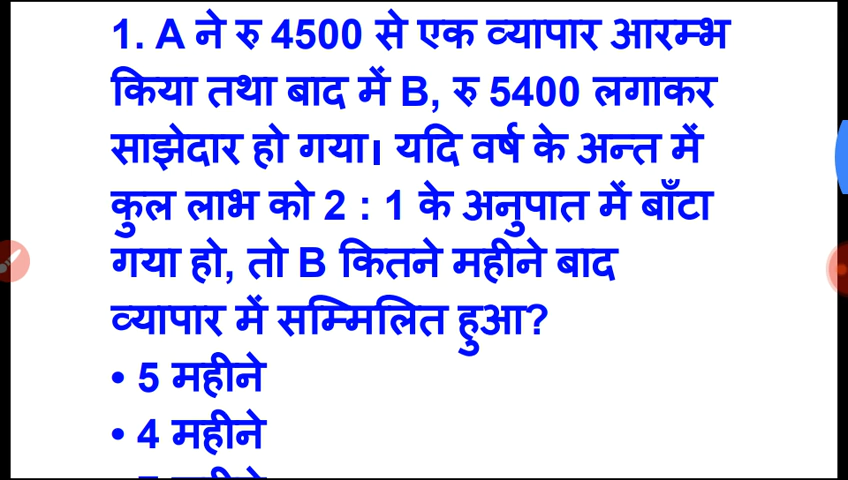 1. A ने रु 4500 से एक व्यापार आरम्भ
किया तथा बाद में B, रु 5400 लगाकर
साझेदार हो गया। यदि वर्ष के अन्त में
कुल लाभ को 2 : 1 के अनुपात में बाँटा
गया हो, तो B कितने महीने बाद
व्यापार में सम्मिलित हुआ?
• 5 महीने
• 4 महीने